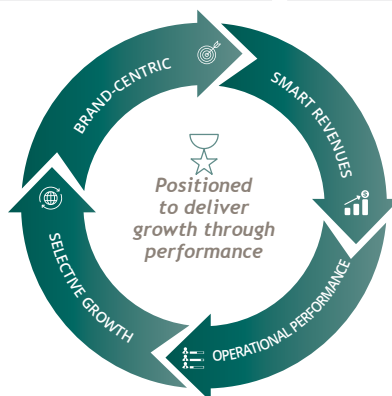 BRAND-CENTRIC
SMART REVENUES
Positioned
to deliver
growth through
performance
SELECTIVE GROWTH
OPERATIONAL PERFORMANCE